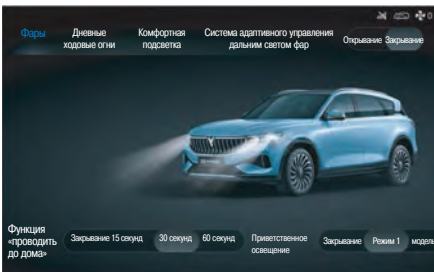 0
Фары
Дневные
ходовые огни
Комфортная
подсветка
Система адаптивного управления
дальним светом фар
Открывание Закрывание
Функция
«проводить
до дома»
Закрывание 15 секунд 30 секунд 60 секунд
Приветственное
освещение
Закрывание Режим 1 модель